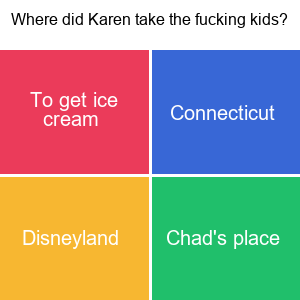 Where did Karen take the fucking kids?
To get ice
cream
Connecticut
Disneyland
Chad's place